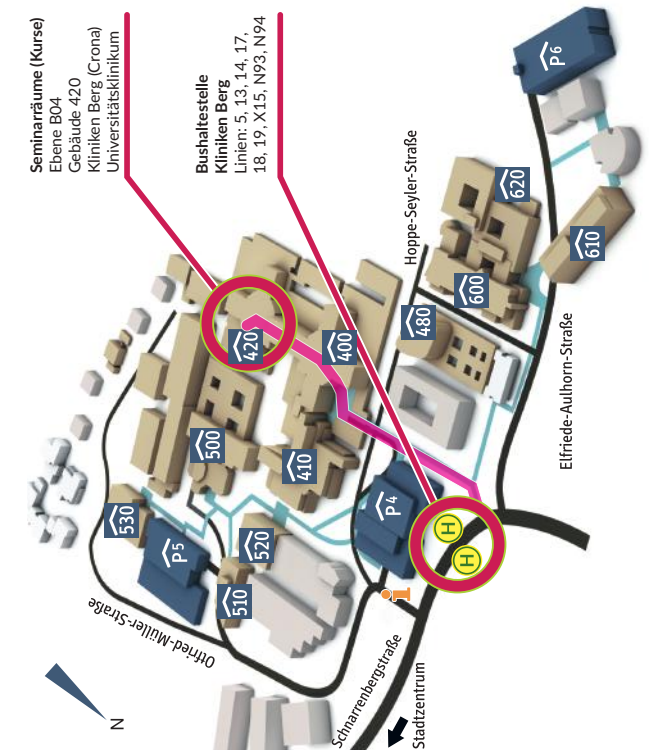 Seminarräume (Kurse)
Ebene B04
Gebäude 420
Kliniken Berg (Crona)
Universitätsklinikum
Bushaltestelle
Kliniken Berg
Linien: 5, 13, 14, 17,
18, 19, X15, N93, N94
P6
Hoppe-Seyler-Straße
620
610
600
480
420
400
500
410
Elfriede-Aulhorn-Straße
530
P5
P4
520
510
H
H
i
Otfried-Müller-Straße
Schnarrenbergstraße
Stadtzentrum
N